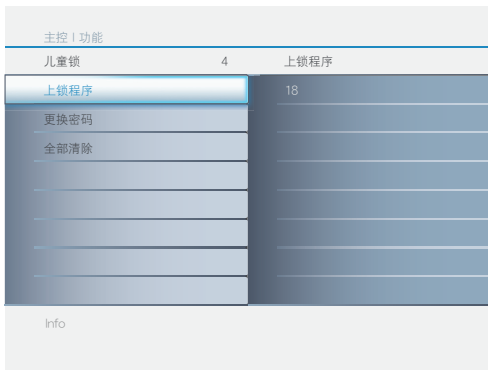 主控 | 功能
儿童锁 4 上锁程序
上锁程序 18
更换密码
全部清除
Info